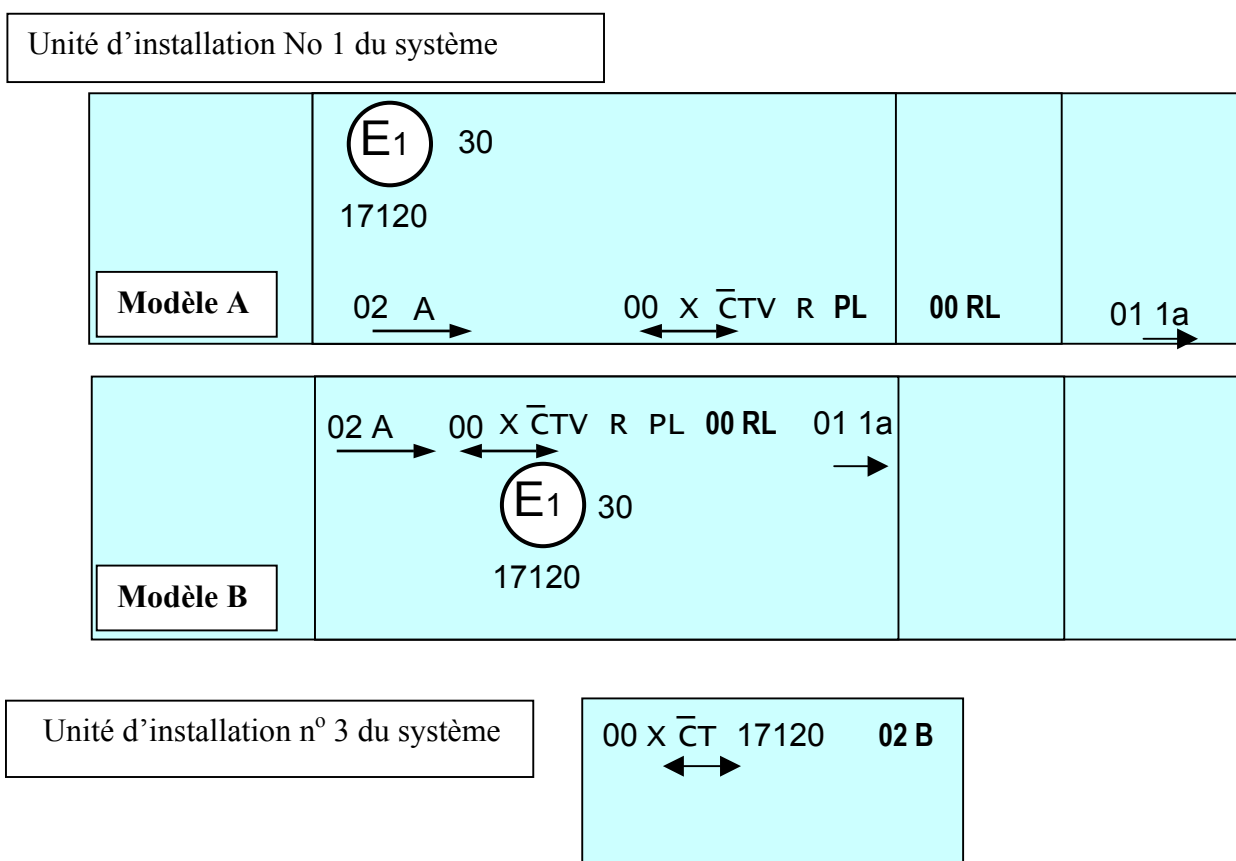 Unité d’installation No 1 du système
E1 30
17120
Modèle A
02 A 00 X C̅TV R PL 00 RL 01 1a
02 A 00 X C̅TV R PL 00 RL 01 1a
E1 30
17120
Modèle B
Unité d’installation nº 3 du système
00 X C̅T 17120 02 B